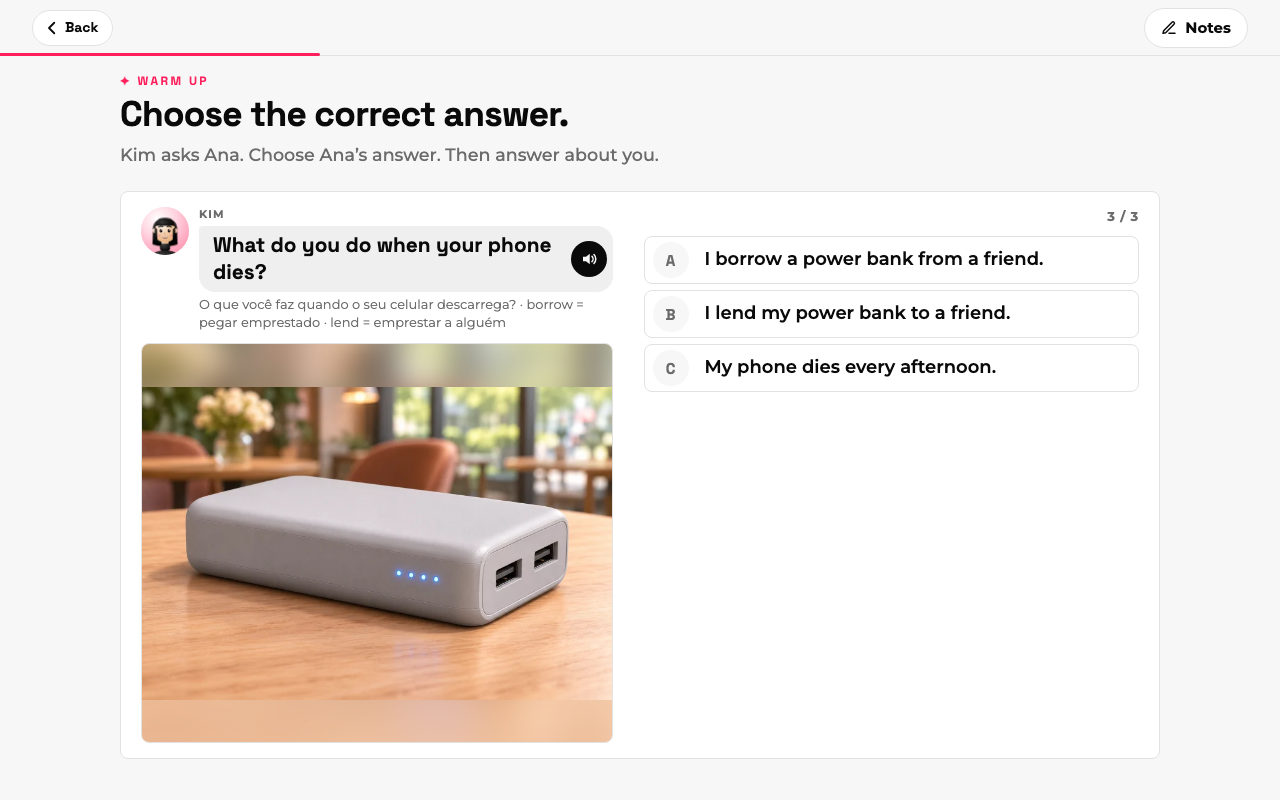 Back
Notes
WARM UP
Choose the correct answer.
Kim asks Ana. Choose Ana’s answer. Then answer about you.
KIM
What do you do when your phone
dies?
O que você faz quando o seu celular descarrega? · borrow =
pegar emprestado · lend = emprestar a alguém
3 / 3
A I borrow a power bank from a friend.
B I lend my power bank to a friend.
C My phone dies every afternoon.